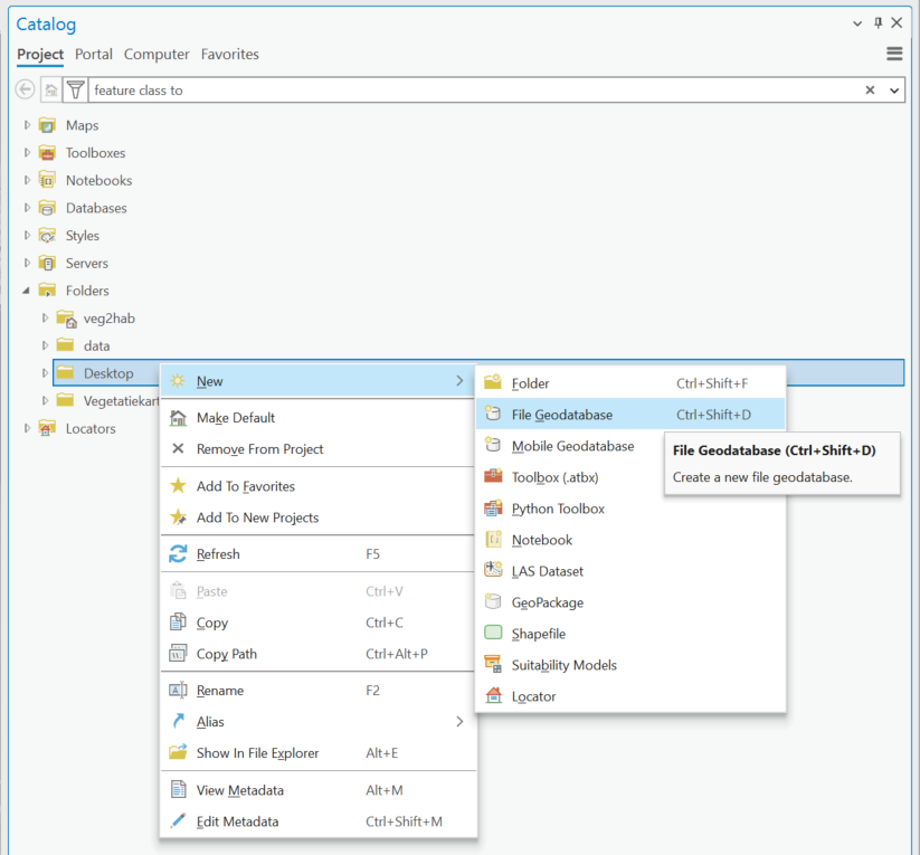 Catalog
Project Portal Computer Favorites
feature class to
Maps
Toolboxes
Notebooks
Databases
Styles
Servers
Folders
veg2hab
data
Desktop
Vegetatiekart
Locators
New
Make Default
Remove From Project
Add To Favorites
Add To New Projects
Refresh F5
Paste Ctrl+V
Copy Ctrl+C
Copy Path Ctrl+Alt+P
Rename F2
Alias
Show In File Explorer Alt+E
View Metadata Alt+M
Edit Metadata Ctrl+Shift+M
Folder Ctrl+Shift+F
File Geodatabase Ctrl+Shift+D
Mobile Geodatabase
Toolbox (.atbx)
Python Toolbox
Notebook
LAS Dataset
GeoPackage
Shapefile
Suitability Models
Locator
File Geodatabase (Ctrl+Shift+D)
Create a new file geodatabase.